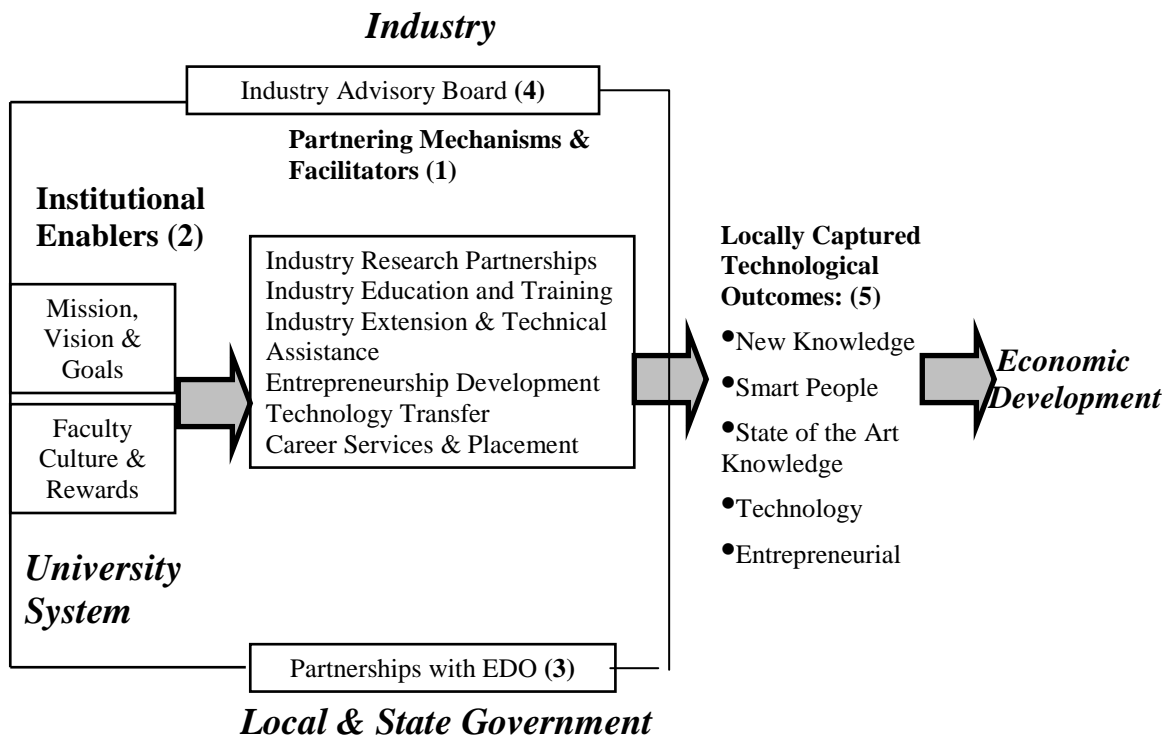 Industry
Industry Advisory Board (4)
Partnering Mechanisms &
Facilitators (1)
Institutional
Enablers (2)
Mission,
Vision &
Goals
Faculty
Culture &
Rewards
University
System
Industry Research Partnerships
Industry Education and Training
Industry Extension & Technical
Assistance
Entrepreneurship Development
Technology Transfer
Career Services & Placement
Partnerships with EDO (3)
Local & State Government
Locally Captured
Technological
Outcomes: (5)
•New Knowledge
•Smart People
•State of the Art
Knowledge
•Technology
•Entrepreneurial
Economic
Development